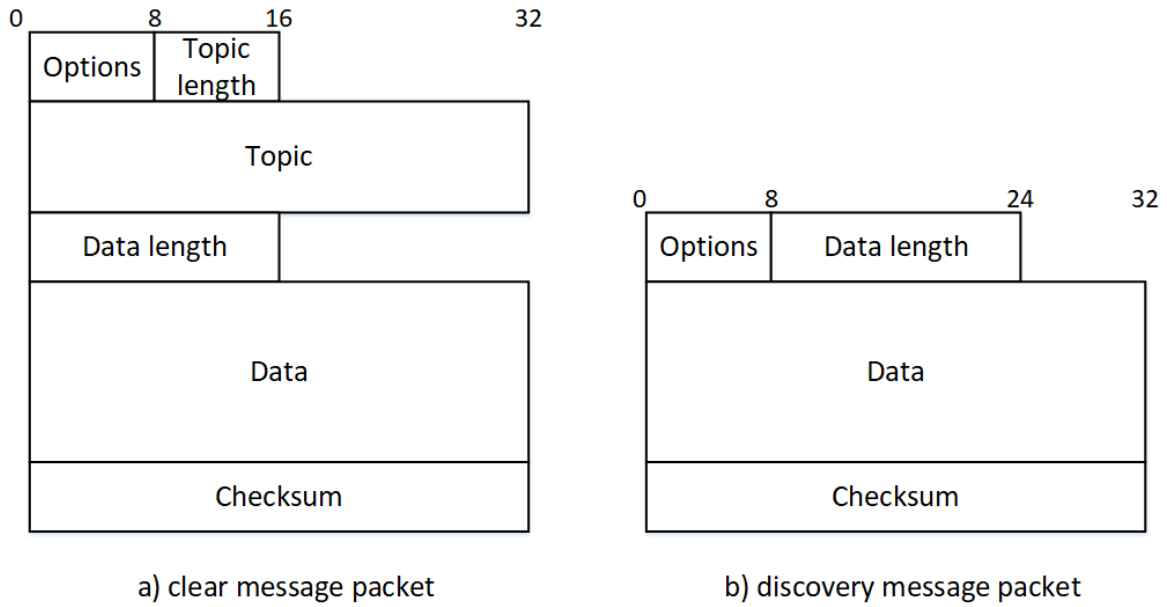 0 8 16 32
Options
Topic
length
Topic
Data length
Data
Checksum
a) clear message packet
0 8 24 32
Options
Data length
Data
Checksum
b) discovery message packet